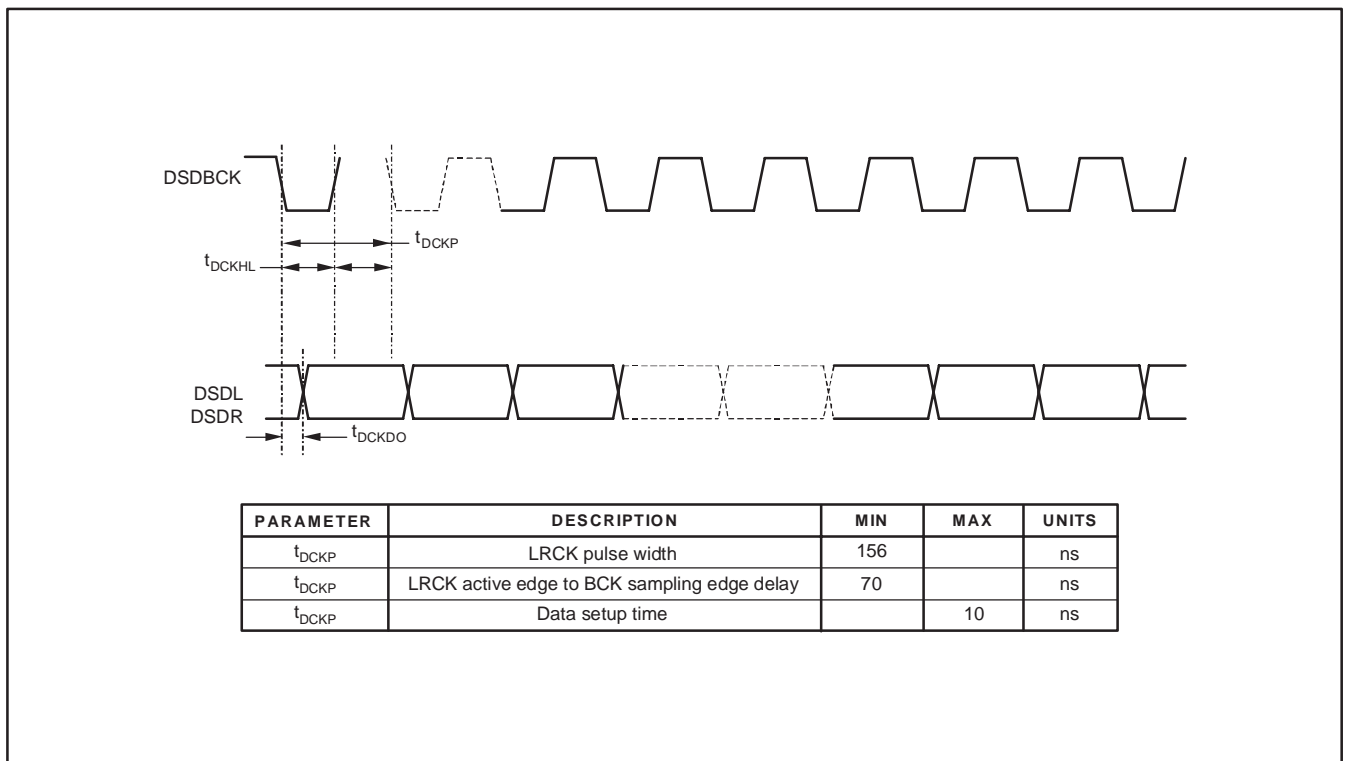 DSDBCK
tDCKP
tDCKHL
DSDL
DSDR
tDCKDO
PARAMETER DESCRIPTION MIN MAX UNITS
tDCKP LRCK pulse width 156 ns
tDCKP LRCK active edge to BCK sampling edge delay 70 ns
tDCKP Data setup time 10 ns